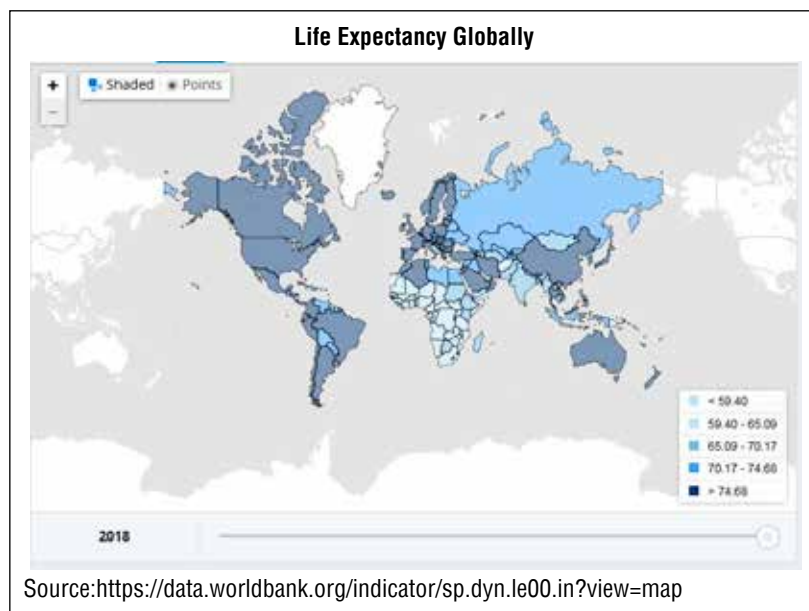 Life Expectancy Globally
+
−
Shaded Points
< 59.40
59.40 - 65.09
65.09 - 70.17
70.17 - 74.68
> 74.68
2018
Source:https://data.worldbank.org/indicator/sp.dyn.le00.in?view=map